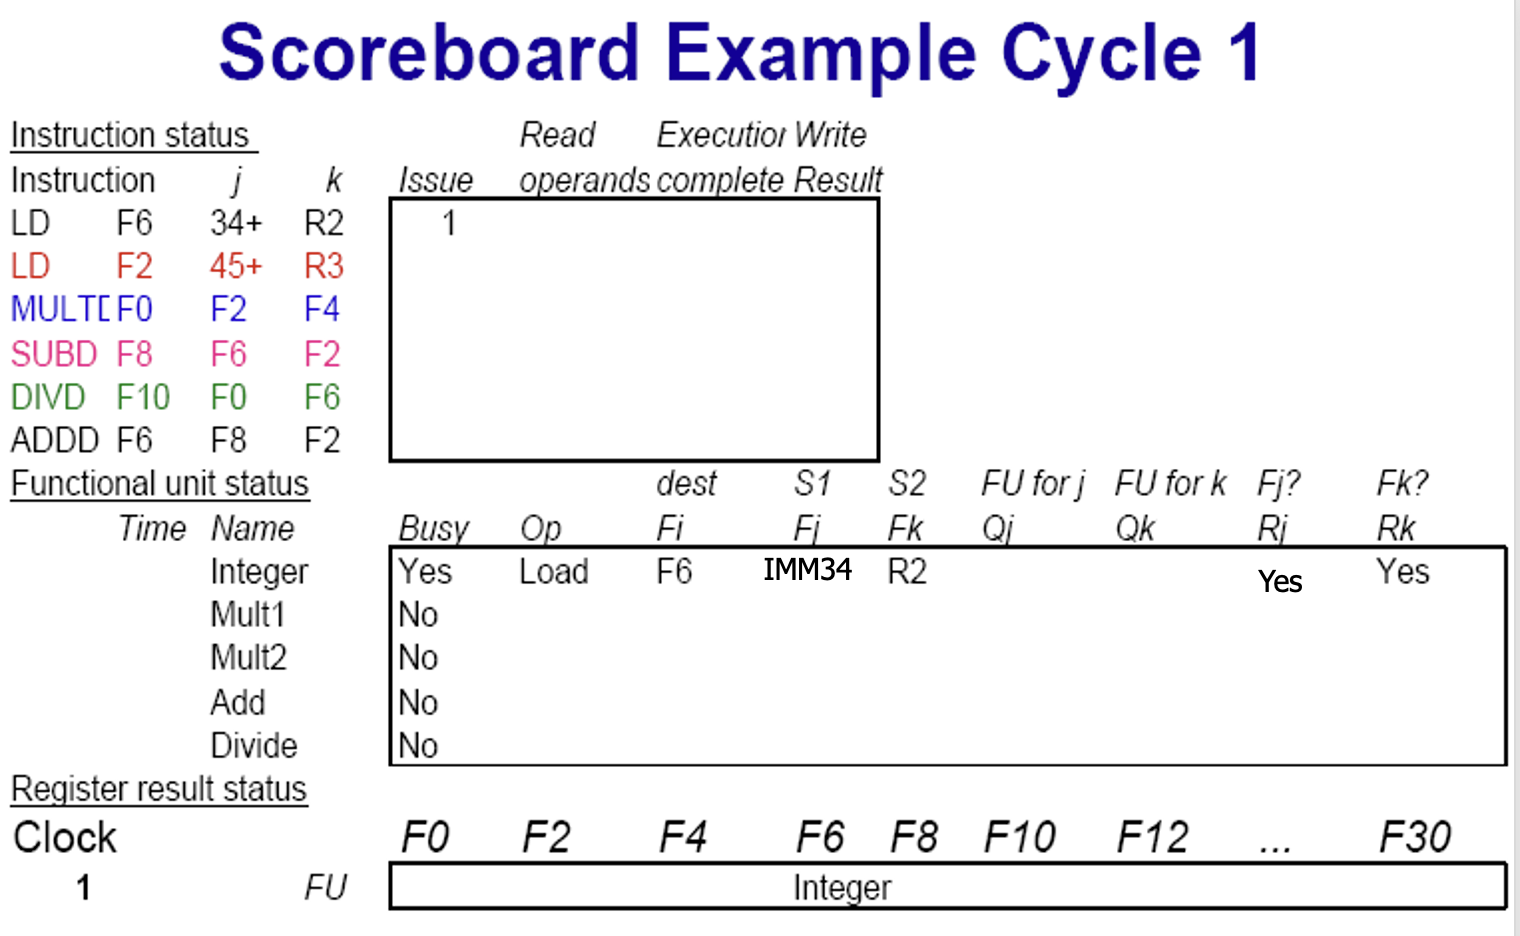 Scoreboard Example Cycle 1
Instruction status Read Execution Write
Instruction j k Issue operands complete Result
LD F6 34+ R2 1
LD F2 45+ R3
MULTD F0 F2 F4
SUBD F8 F6 F2
DIVD F10 F0 F6
ADDD F6 F8 F2
Functional unit status dest S1 S2 FU for j FU for k Fj? Fk?
Time Name Busy Op Fi Fj Fk Qj Qk Rj Rk
Integer Yes Load F6 IMM34 R2 Yes Yes
Mult1 No
Mult2 No
Add No
Divide No
Register result status
Clock F0 F2 F4 F6 F8 F10 F12 ... F30
1 FU Integer